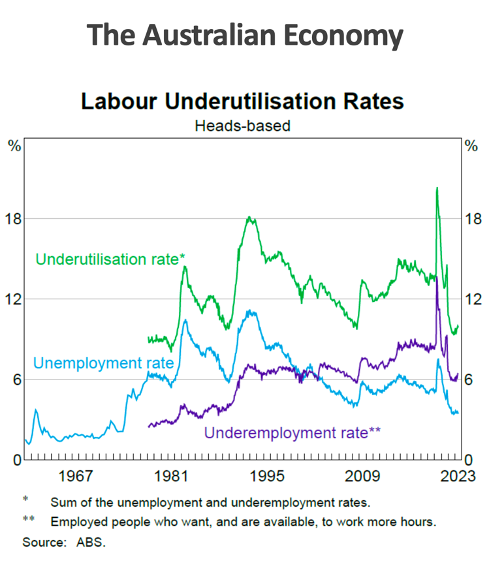 The Australian Economy
Labour Underutilisation Rates
Heads-based
% %
18 18
Underutilisation rate*
12 12
Unemployment rate
6 6
Underemployment rate**
0 0
1967 1981 1995 2009 2023
* Sum of the unemployment and underemployment rates.
** Employed people who want, and are available, to work more hours.
Source: ABS.